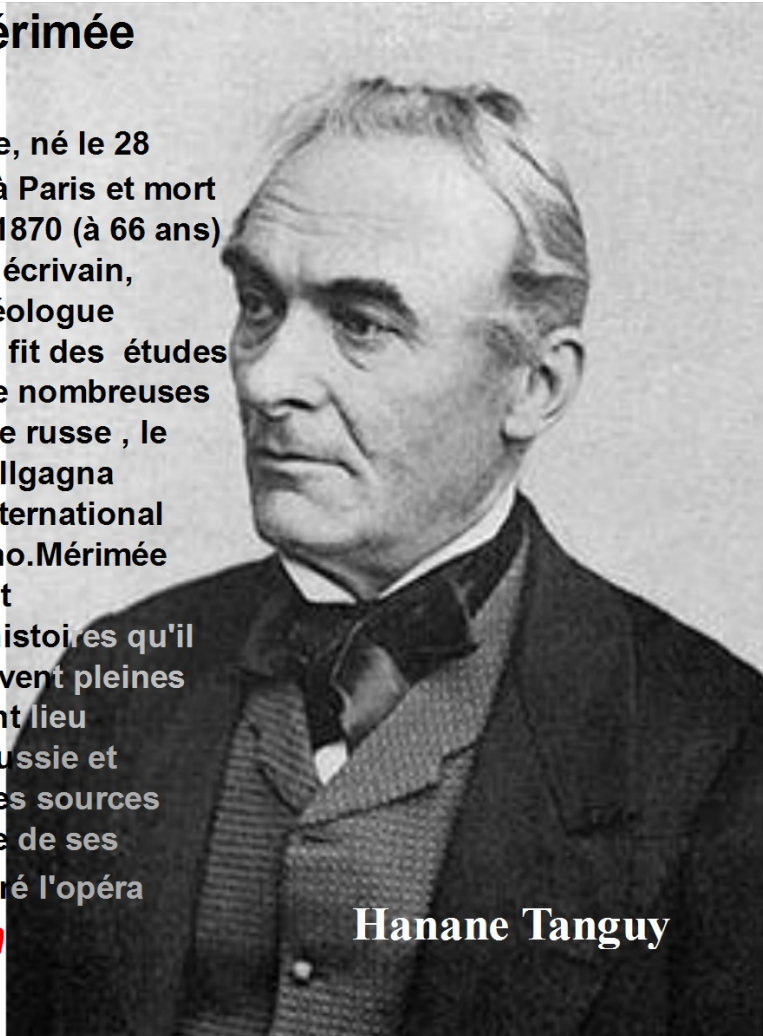 érimée
e, né le 28
à Paris et mort
1870 (à 66 ans)
écrivain,
éologue
fit des études
e nombreuses
e russe , le
llgagna
ternational
no.Mérimée
t
istoires qu'il
vent pleines
nt lieu
ussie et
es sources
e de ses
ré l'opéra
Hanane Tanguy